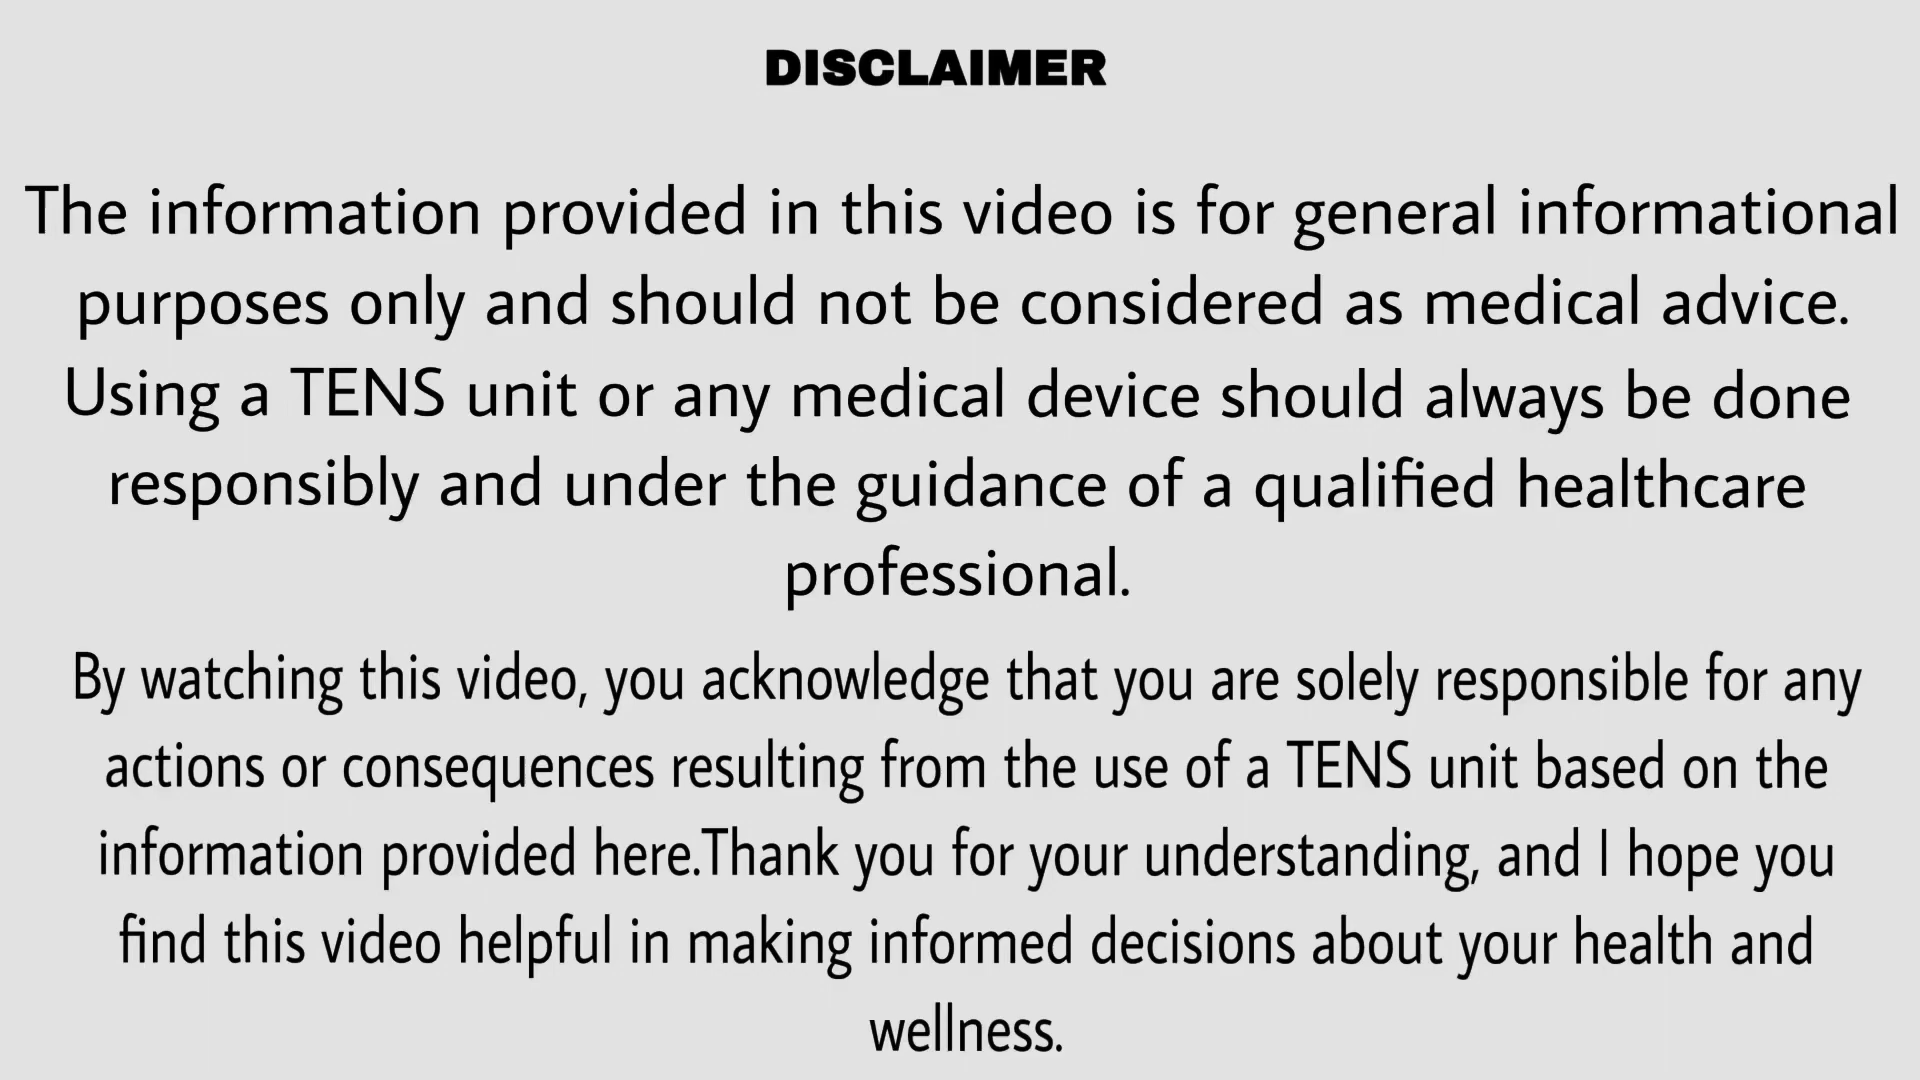 DISCLAIMER
The information provided in this video is for general informational
purposes only and should not be considered as medical advice.
Using a TENS unit or any medical device should always be done
responsibly and under the guidance of a qualified healthcare
professional.
By watching this video, you acknowledge that you are solely responsible for any
actions or consequences resulting from the use of a TENS unit based on the
information provided here.Thank you for your understanding, and I hope you
find this video helpful in making informed decisions about your health and
wellness.